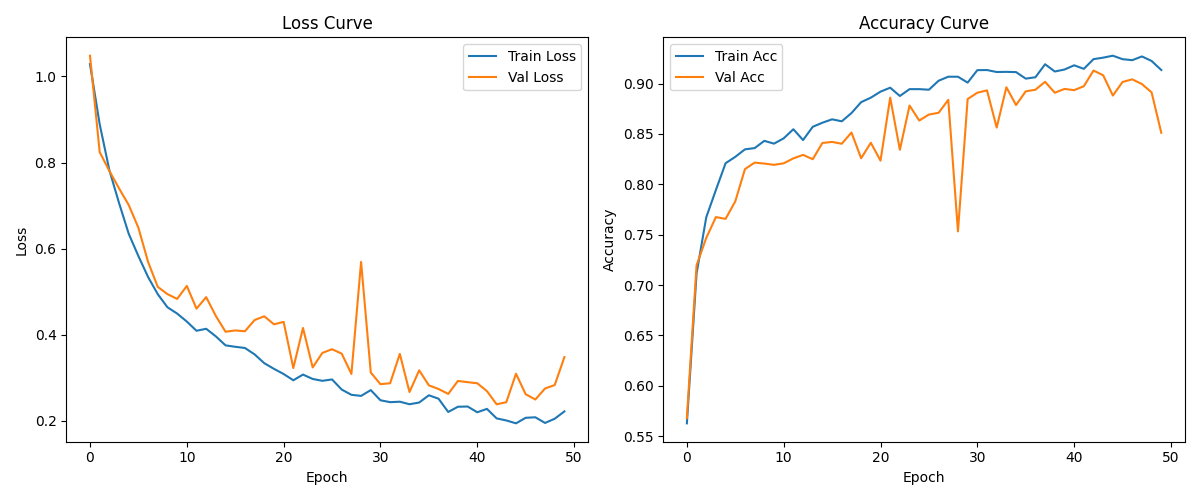 Loss Curve
Train Loss
Val Loss
1.0
0.8
0.6
0.4
0.2
Loss
0 10 20 30 40 50
Epoch
Accuracy Curve
Train Acc
Val Acc
0.90
0.85
0.80
0.75
0.70
0.65
0.60
0.55
Accuracy
0 10 20 30 40 50
Epoch